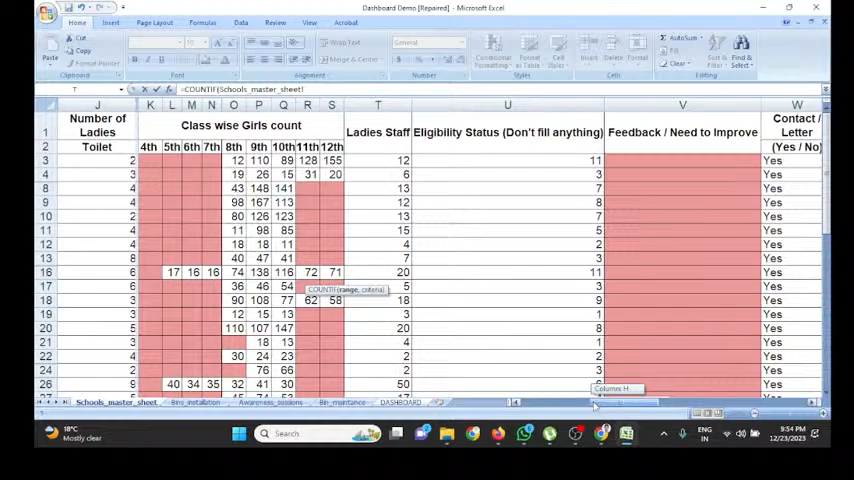 Dashboard Demo [Repaired] - Microsoft Excel
Home Insert Page Layout Formulas Data Review View Acrobat
Cut
Copy
Paste
Format Painter
Clipboard
Font
Wrap Text
Merge & Center
Alignment
General
Number
Conditional Formatting
Format as Table
Cell Styles
Styles
Insert
Delete
Format
Cells
AutoSum
Fill
Clear
Sort & Filter
Find & Select
Editing
=COUNTIF(Schools_master_sheet!
J K L M N O P Q R S T U V W
1 Number of Ladies Class wise Girls count Ladies Staff Eligibility Status (Don't fill anything) Feedback / Need to Improve Contact / Letter
2 Toilet 4th 5th 6th 7th 8th 9th 10th 11th 12th (Yes / No)
3 2 12 110 89 128 155 12 11 Yes
4 3 19 26 15 31 20 6 3 Yes
8 4 43 148 141 13 7 Yes
9 4 98 167 113 12 8 Yes
10 2 80 126 123 13 7 Yes
11 4 11 98 85 15 5 Yes
12 4 18 18 11 4 2 Yes
13 8 40 47 41 7 3 Yes
16 6 17 16 16 74 138 116 72 71 20 11 Yes
17 6 36 46 54 5 3 Yes
COUNTIF(range, criteria)
18 3 90 108 77 62 58 18 9 Yes
19 3 12 15 13 3 1 Yes
20 5 110 107 147 20 8 Yes
21 3 18 13 4 1 Yes
22 4 30 24 23 2 2 Yes
24 2 76 66 2 3 Yes
26 9 40 34 35 32 41 30 50 6 Yes
Column: H
Schools_master_sheet Bins_installation Awareness_sessions Bin_maintance DASHBOARD
18°C
Mostly clear
Search
ENG
IN
9:54 PM
12/23/2023